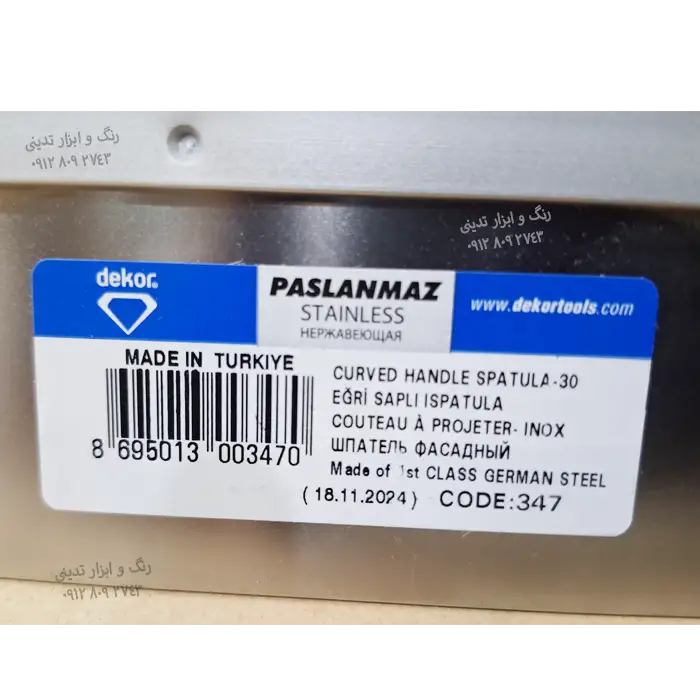 رنگ و ابزار تدینی
۰۹۱۲ ۸۰۹ ۲۷۴۳
رنگ و ابزار تدینی
۰۹۱۲ ۸۰۹ ۲۷۴۳
dekor.
PASLANMAZ
STAINLESS
НЕРЖАВЕЮЩАЯ
www.dekortools.com
MADE IN TURKIYE
8 695013 003470
CURVED HANDLE SPATULA-30
EĞRİ SAPLI ISPATULA
COUTEAU À PROJETER- INOX
ШПАТЕЛЬ ФАСАДНЫЙ
Made of 1st CLASS GERMAN STEEL
(18.11.2024) CODE:347
رنگ و ابزار تدینی
۰۹۱۲ ۸۰۹ ۲۷۴۳